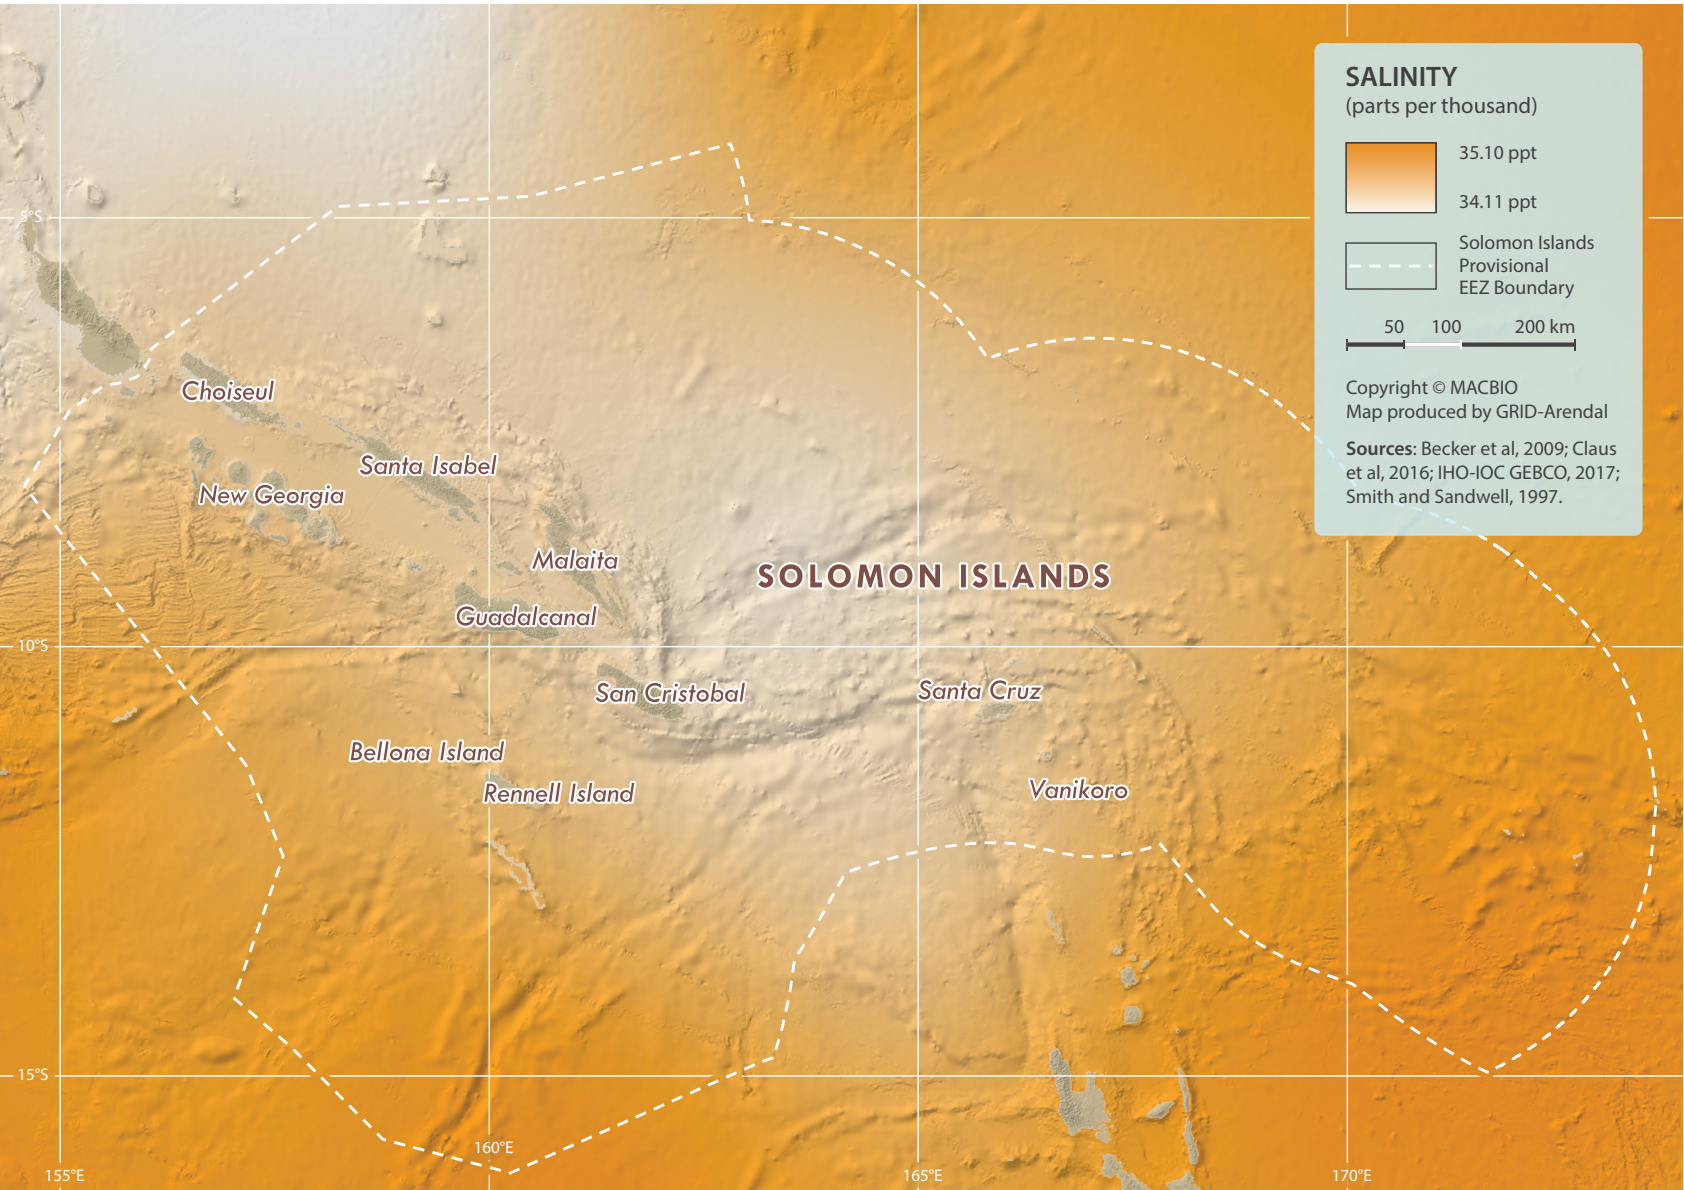 SALINITY
(parts per thousand)
35.10 ppt
34.11 ppt
Solomon Islands
Provisional
EEZ Boundary
50 100 200 km
Copyright © MACBIO
Map produced by GRID-Arendal
Sources: Becker et al, 2009; Claus
et al, 2016; IHO-IOC GEBCO, 2017;
Smith and Sandwell, 1997.
5°S
Choiseul
Santa Isabel
New Georgia
Malaita
SOLOMON ISLANDS
Guadalcanal
10°S
San Cristobal
Santa Cruz
Bellona Island
Rennell Island
Vanikoro
15°S
160°E
155°E
165°E
170°E